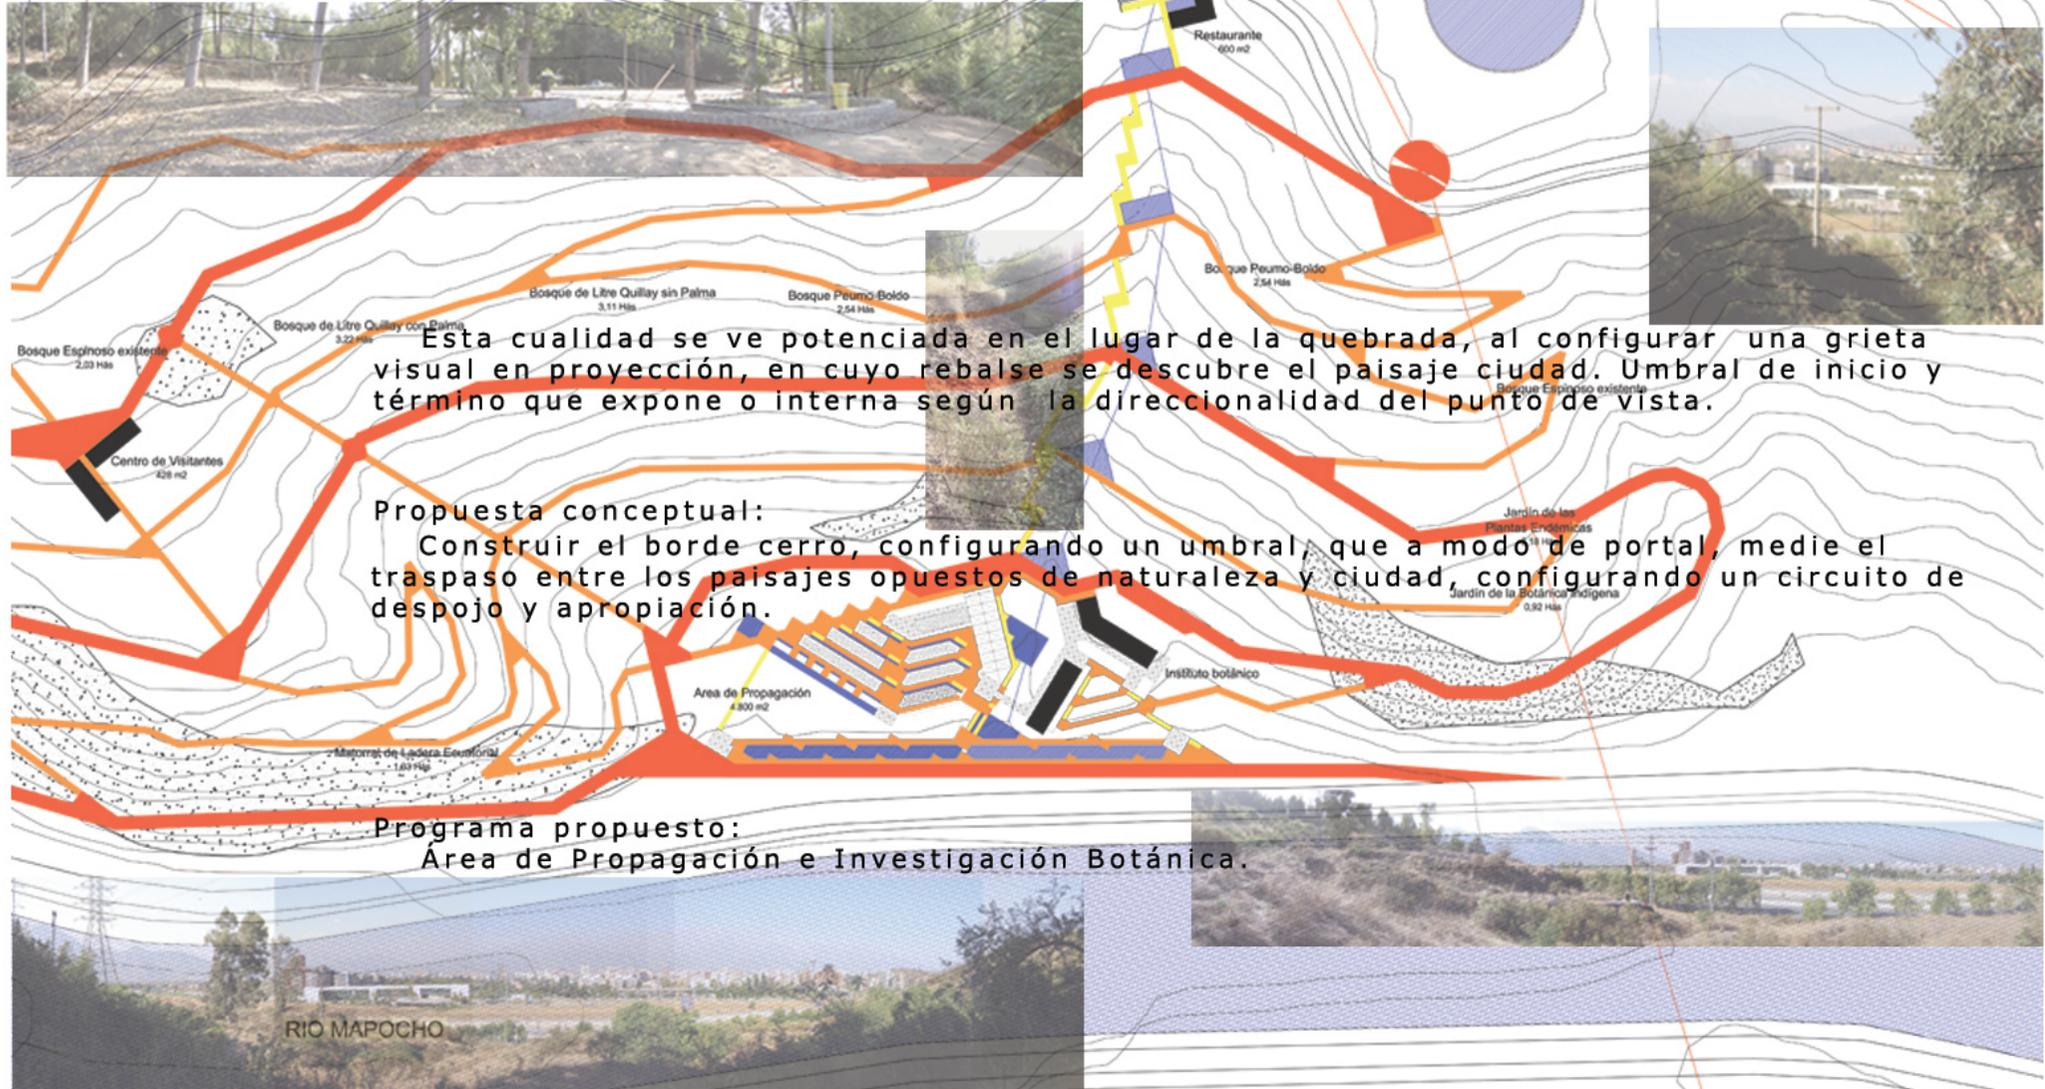 Restaurante
600 m2
Bosque Peumo-Boldo
2,54 Hás
Bosque de Litre Quillay sin Palma
3,11 Hás
Bosque Peumo-Boldo
2,54 Hás
Bosque de Litre Quillay con Palma
3,22 Hás
Bosque Espinoso existente
2,03 Hás
Esta cualidad se ve potenciada en el lugar de la quebrada, al configurar una grieta
visual en proyección, en cuyo rebalse se descubre el paisaje ciudad. Umbral de inicio y
término que expone o interna según la direccionalidad del punto de vista.
Bosque Espinoso existente
Centro de Visitantes
428 m2
Propuesta conceptual:
Jardín de las
Plantas Endémicas
Construir el borde cerro, configurando un umbral, que a modo de portal, medie el
traspaso entre los paisajes opuestos de naturaleza y ciudad, configurando un circuito de
despojo y apropiación.
Jardín de la Botánica Indígena
0,92 Hás
Instituto botánico
Area de Propagación
4.800 m2
Matorral de Ladera Ecuatorial
1,63 Hás
Programa propuesto:
Área de Propagación e Investigación Botánica.
RIO MAPOCHO